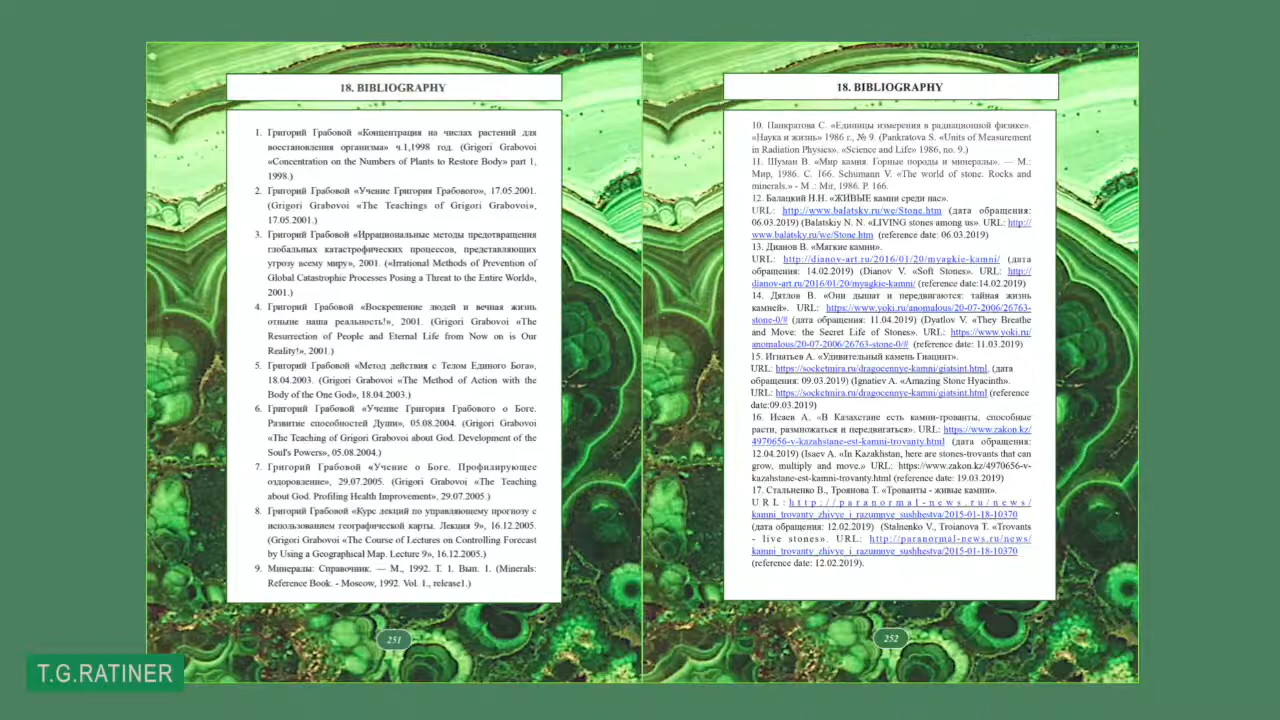 18. BIBLIOGRAPHY
1. Григорий Грабовой «Концентрация на числах растений для
восстановления организма» ч.1,1998 год. (Grigori Grabovoi
«Concentration on the Numbers of Plants to Restore Body» part 1,
1998.)
2. Григорий Грабовой «Учение Григория Грабового», 17.05.2001.
(Grigori Grabovoi «The Teachings of Grigori Grabovoi»,
17.05.2001.)
3. Григорий Грабовой «Иррациональные методы предотвращения
глобальных катастрофических процессов, представляющих
угрозу всему миру», 2001. («Irrational Methods of Prevention of
Global Catastrophic Processes Posing a Threat to the Entire World»,
2001.)
4. Григорий Грабовой «Воскрешение людей и вечная жизнь
отныне наша реальность!», 2001. (Grigori Grabovoi «The
Resurrection of People and Eternal Life from Now on is Our
Reality!», 2001.)
5. Григорий Грабовой «Метод действия с Телом Единого Бога»,
18.04.2003. (Grigori Grabovoi «The Method of Action with the
Body of the One God», 18.04.2003.)
6. Григорий Грабовой «Учение Григория Грабового о Боге.
Развитие способностей Души», 05.08.2004. (Grigori Grabovoi
«The Teaching of Grigori Grabovoi about God. Development of the
Soul's Powers», 05.08.2004.)
7. Григорий Грабовой «Учение о Боге. Профилирующее
оздоровление», 29.07.2005.) (Grigori Grabovoi «The Teaching
about God. Profiling Health Improvement», 29.07.2005.)
8. Григорий Грабовой «Курс лекций по управляющему прогнозу с
использованием географической карты. Лекция 9», 16.12.2005.
(Grigori Grabovoi «The Course of Lectures on Controlling Forecast
by Using a Geographical Map. Lecture 9», 16.12.2005.)
9. Минералы: Справочник. — М., 1992. Т. 1. Вып. 1. (Minerals:
Reference Book. - Moscow, 1992. Vol. 1., release1.)
251
18. BIBLIOGRAPHY
10. Панкратова С. «Единицы измерения в радиационной физике».
«Наука и жизнь» 1986 г., № 9. (Pankratova S. «Units of Measurement
in Radiation Physics». «Science and Life» 1986, no. 9.)
11. Шуман В. «Мир камня. Горные породы и минералы». — М.:
Мир, 1986. С. 166. Schumann V. «The world of stone. Rocks and
minerals.» - M .: Mir, 1986. P. 166.
12. Балацкий Н.Н. «ЖИВЫЕ камни среди нас».
URL: http://www.balatsky.ru/we/Stone.htm (дата обращения:
06.03.2019) (Balatskiy N. N. «LIVING stones among us». URL: http://
www.balatsky.ru/we/Stone.htm (reference date: 06.03.2019)
13. Дианов В. «Мягкие камни».
URL: http://dianov-art.ru/2016/01/20/myagkie-kamni/ (дата
обращения: 14.02.2019) (Dianov V. «Soft Stones». URL: http://
dianov-art.ru/2016/01/20/myagkie-kamni/ (reference date:14.02.2019)
14. Дятлов В. «Они дышат и передвигаются: тайная жизнь
камней». URL: https://www.yoki.ru/anomalous/20-07-2006/26763-
stone-0/# (дата обращения: 11.04.2019) (Dyatlov V. «They Breathe
and Move: the Secret Life of Stones». URL: https://www.yoki.ru/
anomalous/20-07-2006/26763-stone-0/# (reference date: 11.03.2019)
15. Игнатьев А. «Удивительный камень Гиацинт».
URL: https://socketmira.ru/dragocennye-kamni/giatsint.html. (дата
обращения: 09.03.2019) (Ignatiev A. «Amazing Stone Hyacinth».
URL: https://socketmira.ru/dragocennye-kamni/giatsint.html (reference
date:09.03.2019)
16. Исаев А. «В Казахстане есть камни-трованты, способные
расти, размножаться и передвигаться». URL: https://www.zakon.kz/
4970656-v-kazahstane-est-kamni-trovanty.html (дата обращения:
12.04.2019) (Isaev A. «In Kazakhstan, here are stones-trovants that can
grow, multiply and move.» URL: https://www.zakon.kz/4970656-v-
kazahstane-est-kamni-trovanty.html (reference date: 19.03.2019)
17. Стальненко В., Троянова Т. «Трованты - живые камни».
URL: http://paranormal-news.ru/news/
kamni_trovanty_zhivye_i_razumnye_sushhestva/2015-01-18-10370
(дата обращения: 12.02.2019) (Stalnenko V., Troianova T. «Trovants
- live stones». URL: http://paranormal-news.ru/news/
kamni_trovanty_zhivye_i_razumnye_sushhestva/2015-01-18-10370
(reference date: 12.02.2019).
252
T.G.RATINER